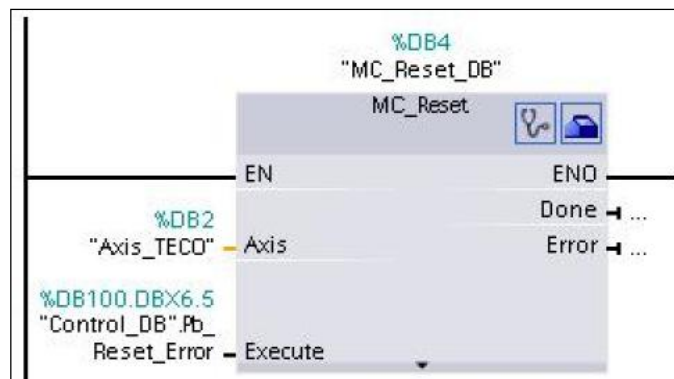 %DB4
"MC_Reset_DB"
MC_Reset
EN
ENO
%DB2
"Axis_TECO"
Axis
Done
...
Error
...
%DB100.DBX6.5
"Control_DB".Pb_
Reset_Error
Execute